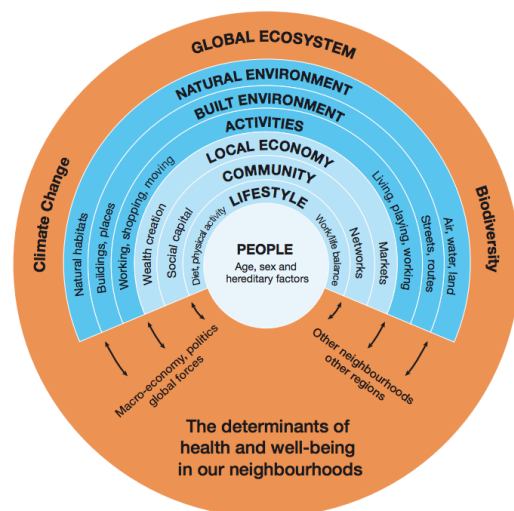 GLOBAL ECOSYSTEM
NATURAL ENVIRONMENT
BUILT ENVIRONMENT
ACTIVITIES
LOCAL ECONOMY
COMMUNITY
LIFESTYLE
PEOPLE
Age, sex and
hereditary factors
Climate Change
Natural habitats
Buildings, places
Working, shopping, moving
Wealth creation
Social capital
Diet, physical activity
Work/life balance
Networks
Markets
Living, playing, working
Streets, routes
Air, water, land
Biodiversity
Macro-economy, politics
global forces
Other neighbourhoods
other regions
The determinants of
health and well-being
in our neighbourhoods